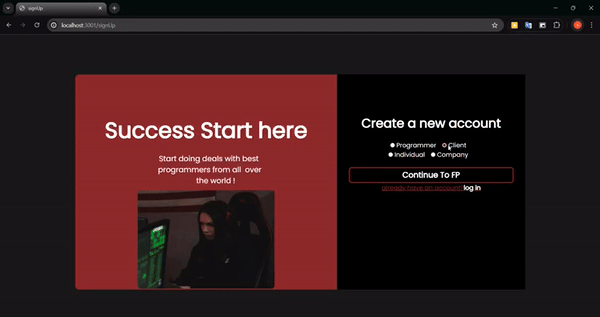 signUp
localhost:3001/signUp
Success Start here
Start doing deals with best
programmers from all over
the world !
Create a new account
Programmer Client
Individual Company
Continue To FP
already have an account?log in